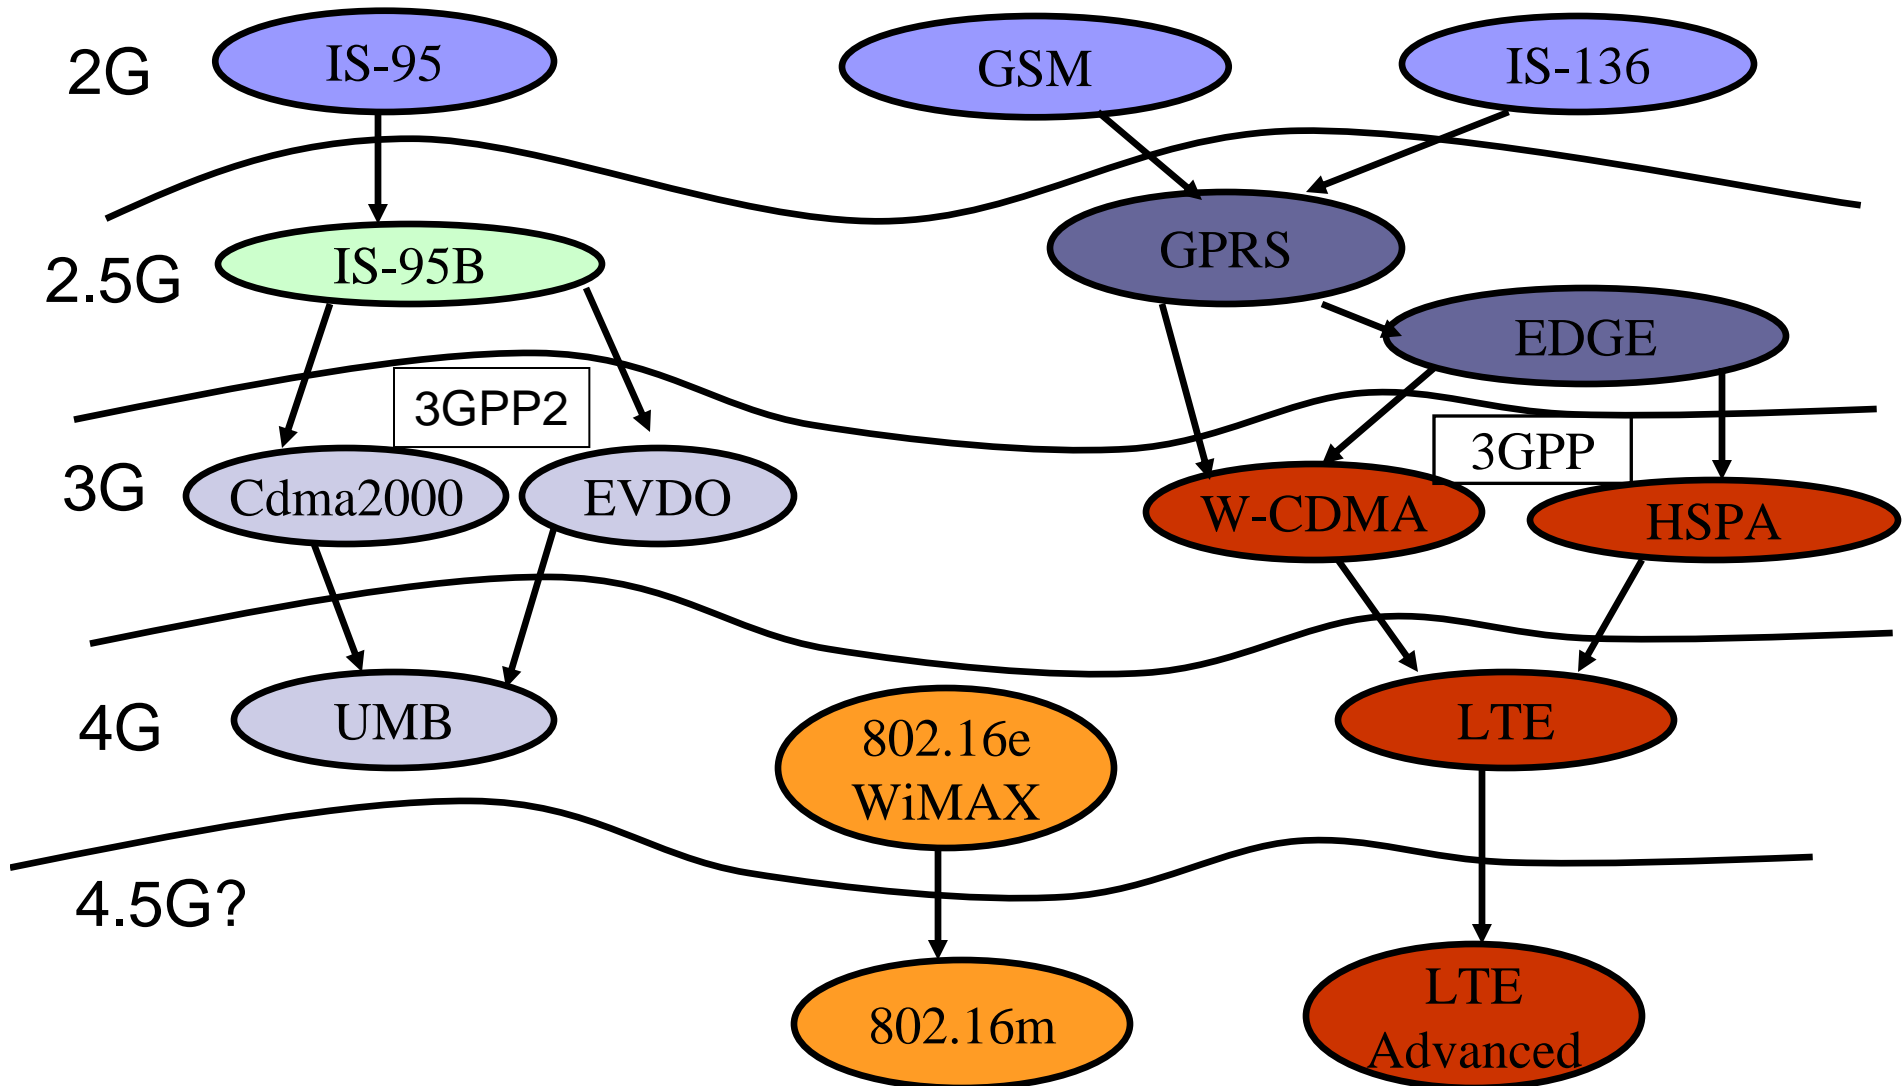 2G
IS-95
GSM
IS-136
2.5G
IS-95B
GPRS
EDGE
3GPP2
3GPP
3G
Cdma2000
EVDO
W-CDMA
HSPA
4G
UMB
802.16e
WiMAX
LTE
4.5G?
802.16m
LTE
Advanced